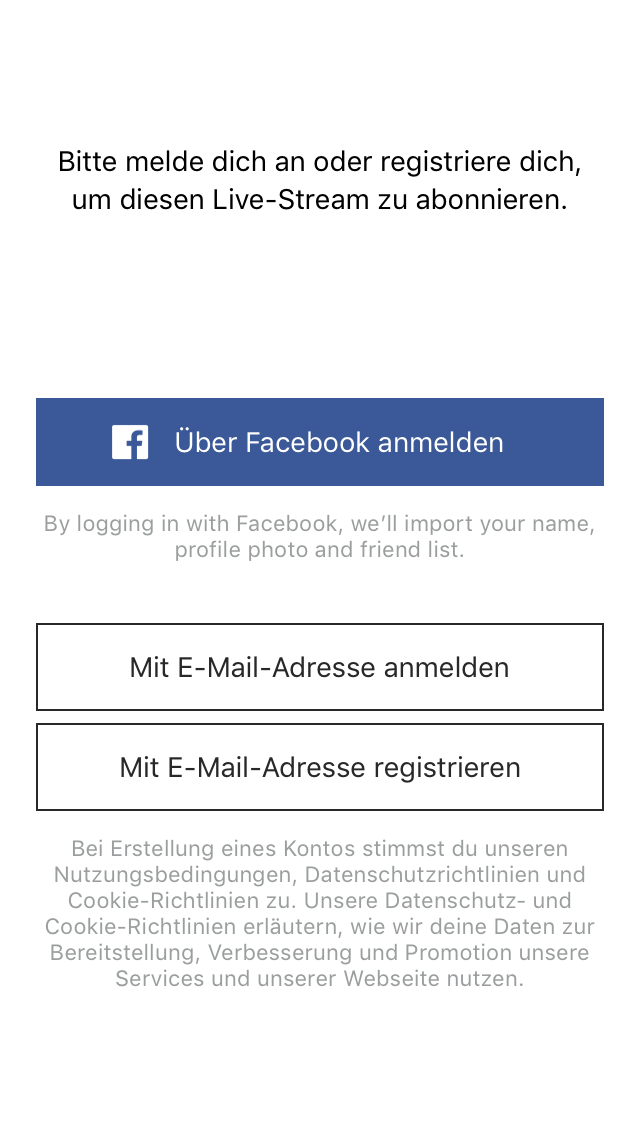 Bitte melde dich an oder registriere dich,
um diesen Live-Stream zu abonnieren.
Über Facebook anmelden
By logging in with Facebook, we’ll import your name,
profile photo and friend list.
Mit E-Mail-Adresse anmelden
Mit E-Mail-Adresse registrieren
Bei Erstellung eines Kontos stimmst du unseren
Nutzungsbedingungen, Datenschutzrichtlinien und
Cookie-Richtlinien zu. Unsere Datenschutz- und
Cookie-Richtlinien erläutern, wie wir deine Daten zur
Bereitstellung, Verbesserung und Promotion unsere
Services und unserer Webseite nutzen.